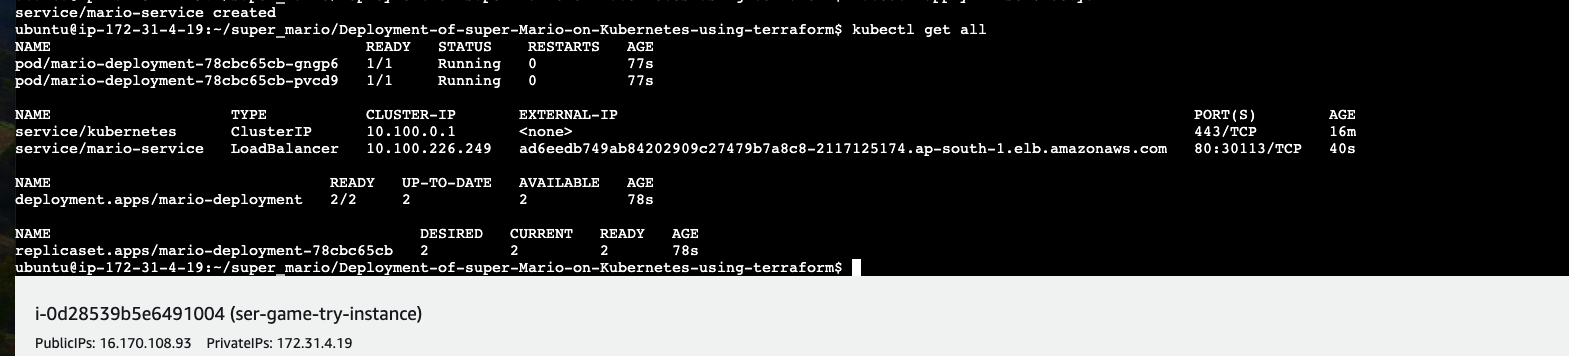 service/mario-service created
ubuntu@ip-172-31-4-19:~/super_mario/Deployment-of-super-Mario-on-Kubernetes-using-terraform$ kubectl get all
NAME READY STATUS RESTARTS AGE
pod/mario-deployment-78cbc65cb-gngp6 1/1 Running 0 77s
pod/mario-deployment-78cbc65cb-pvcd9 1/1 Running 0 77s
NAME TYPE CLUSTER-IP EXTERNAL-IP PORT(S) AGE
service/kubernetes ClusterIP 10.100.0.1 <none> 443/TCP 16m
service/mario-service LoadBalancer 10.100.226.249 ad6eedb749ab84202909c27479b7a8c8-2117125174.ap-south-1.elb.amazonaws.com 80:30113/TCP 40s
NAME READY UP-TO-DATE AVAILABLE AGE
deployment.apps/mario-deployment 2/2 2 2 78s
NAME DESIRED CURRENT READY AGE
replicaset.apps/mario-deployment-78cbc65cb 2 2 2 78s
ubuntu@ip-172-31-4-19:~/super_mario/Deployment-of-super-Mario-on-Kubernetes-using-terraform$
i-0d28539b5e6491004 (ser-game-try-instance)
PublicIPs: 16.170.108.93 PrivateIPs: 172.31.4.19